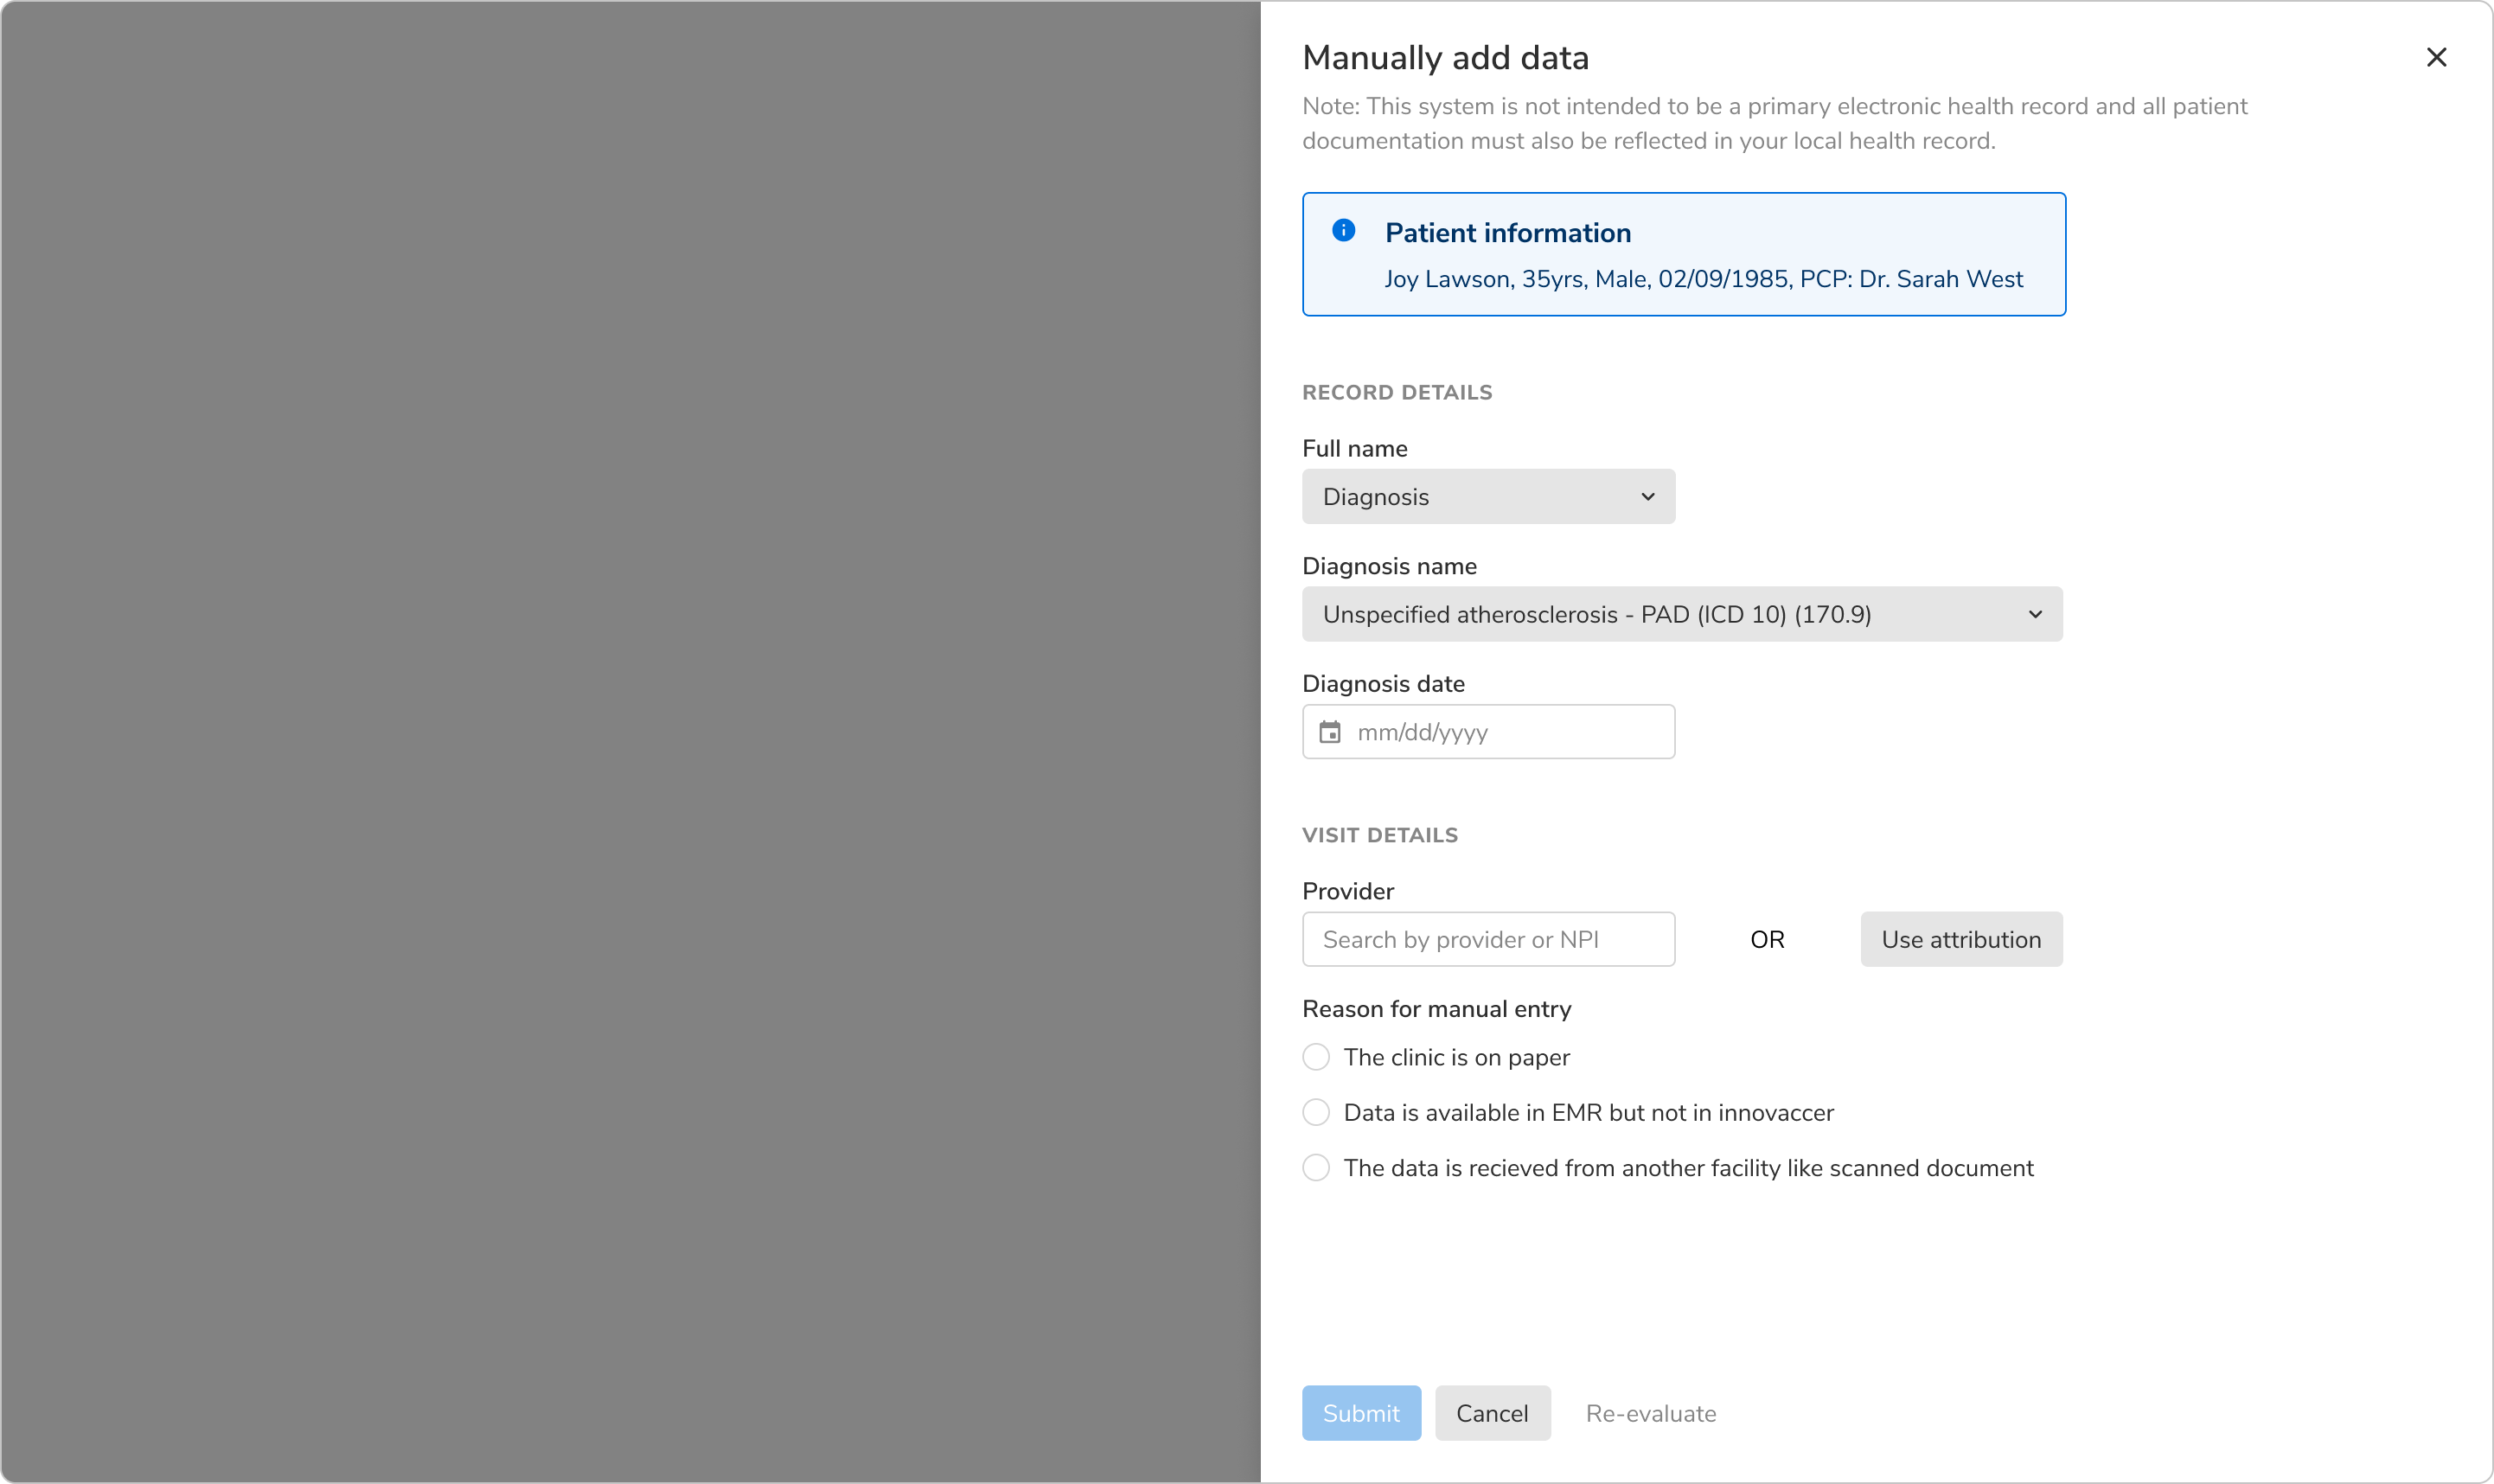 Manually add data
Note: This system is not intended to be a primary electronic health record and all patient
documentation must also be reflected in your local health record.
Patient information
Joy Lawson, 35yrs, Male, 02/09/1985, PCP: Dr. Sarah West
RECORD DETAILS
Full name
Diagnosis
Diagnosis name
Unspecified atherosclerosis - PAD (ICD 10) (170.9)
Diagnosis date
mm/dd/yyyy
VISIT DETAILS
Provider
Search by provider or NPI OR Use attribution
Reason for manual entry
The clinic is on paper
Data is available in EMR but not in innovaccer
The data is recieved from another facility like scanned document
Submit Cancel Re-evaluate